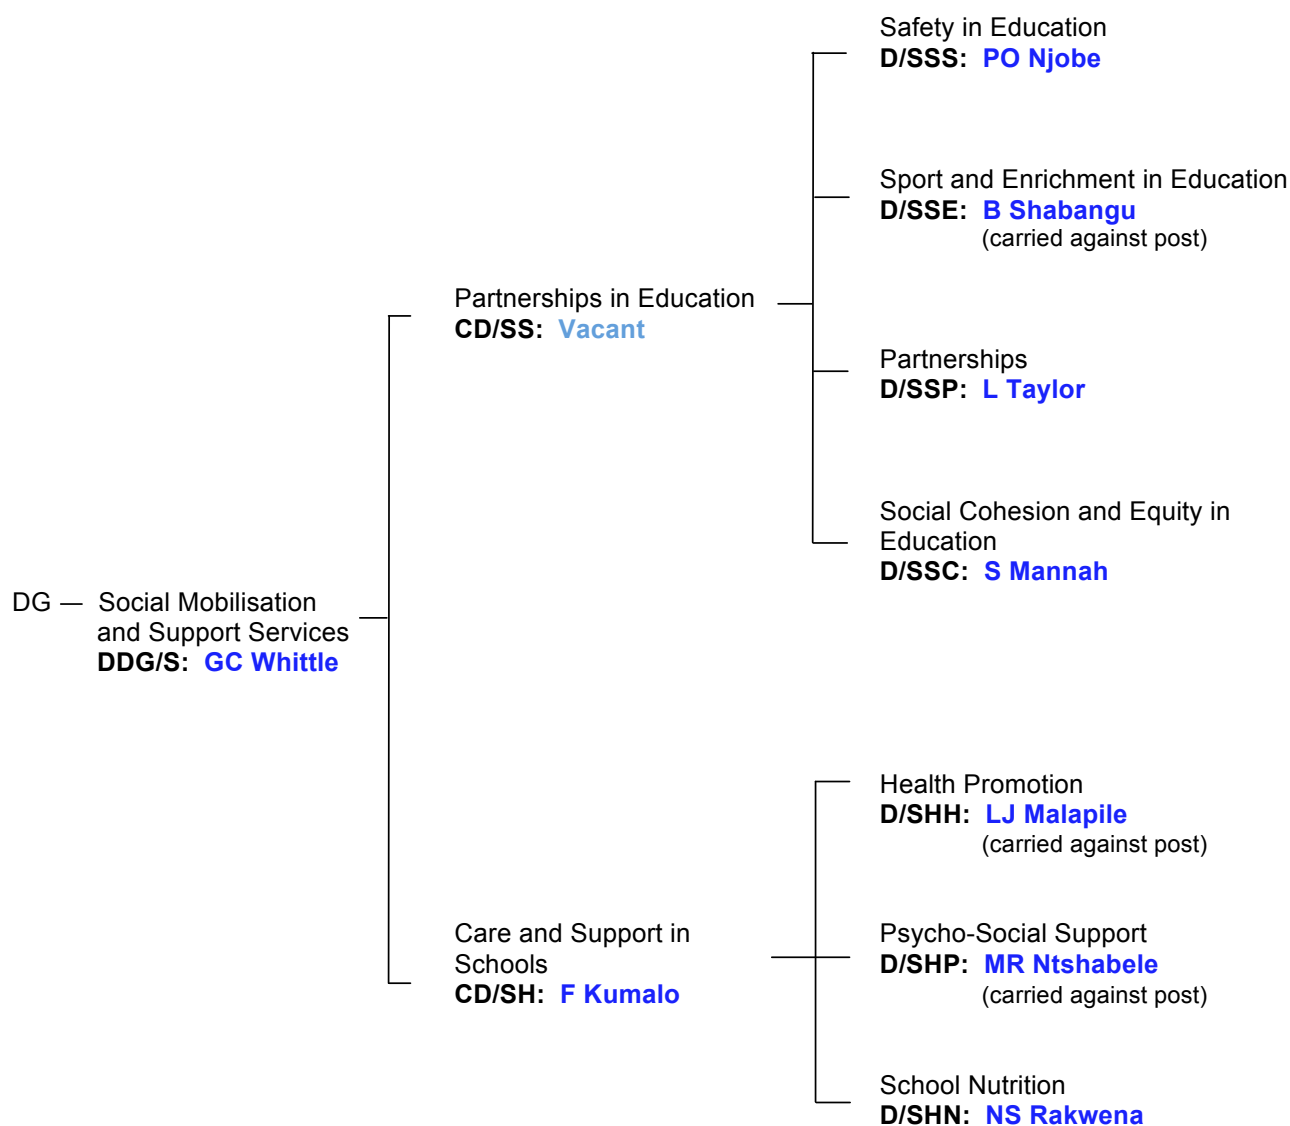 Safety in Education
D/SSS: PO Njobe
Sport and Enrichment in Education
D/SSE: B Shabangu
(carried against post)
Partnerships in Education
CD/SS: Vacant
Partnerships
D/SSP: L Taylor
Social Cohesion and Equity in
Education
D/SSC: S Mannah
DG — Social Mobilisation
and Support Services
DDG/S: GC Whittle
Health Promotion
D/SHH: LJ Malapile
(carried against post)
Care and Support in
Schools
CD/SH: F Kumalo
Psycho-Social Support
D/SHP: MR Ntshabele
(carried against post)
School Nutrition
D/SHN: NS Rakwena